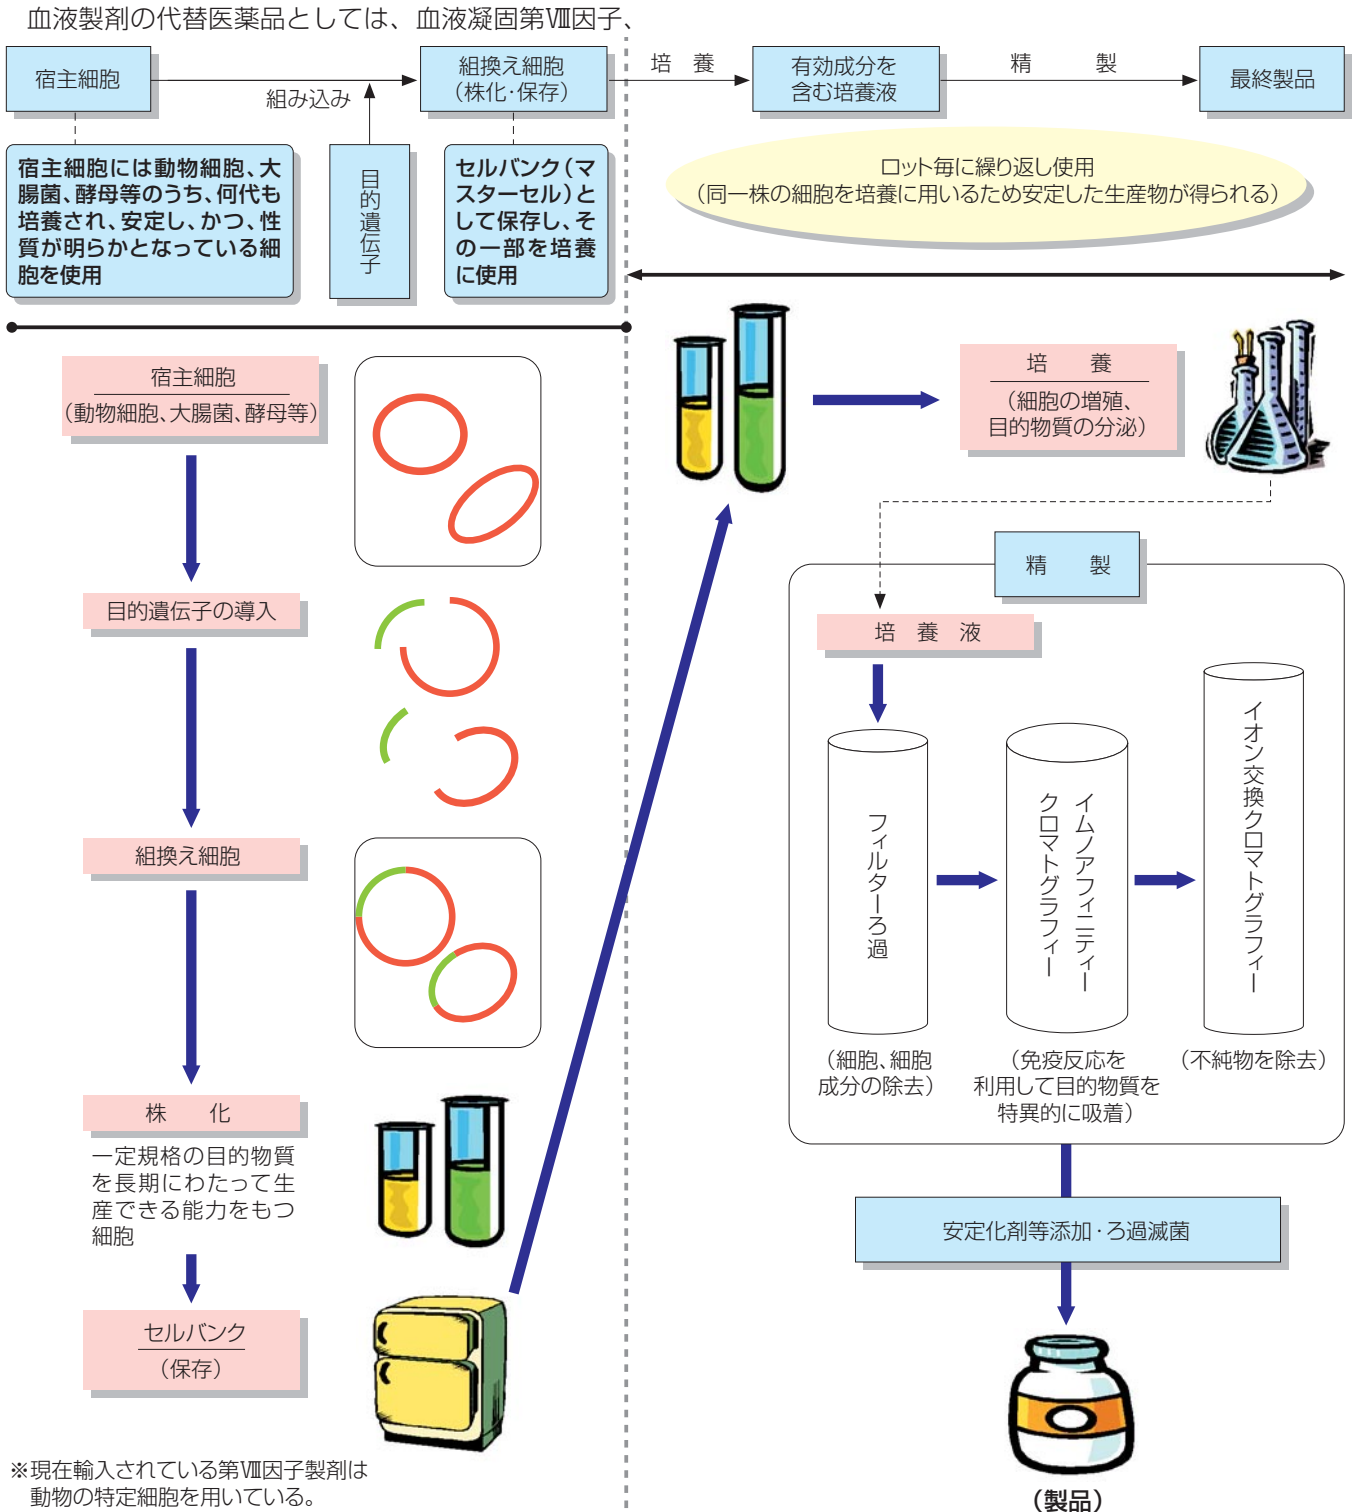 血液製剤の代替医薬品としては、血液凝固第Ⅷ因子、
宿主細胞
組み込み
組換え細胞
（株化・保存）
培 養
有効成分を
含む培養液
精 製
最終製品
宿主細胞には動物細胞、大
腸菌、酵母等のうち、何代も
培養され、安定し、かつ、性
質が明らかとなっている細
胞を使用
目的遺伝子
セルバンク（マ
スターセル）と
して保存し、そ
の一部を培養
に使用
ロット毎に繰り返し使用
（同一株の細胞を培養に用いるため安定した生産物が得られる）
宿主細胞
（動物細胞、大腸菌、酵母等）
目的遺伝子の導入
組換え細胞
株 化
一定規格の目的物質
を長期にわたって生
産できる能力をもつ
細胞
セルバンク
（保存）
※現在輸入されている第Ⅷ因子製剤は
動物の特定細胞を用いている。
培 養
（細胞の増殖、
目的物質の分泌）
精 製
培 養 液
フィルターろ過
（細胞、細胞
成分の除去）
イムノアフィニティー
クロマトグラフィー
（免疫反応を
利用して目的物質を
特異的に吸着）
イオン交換クロマトグラフィー
（不純物を除去）
安定化剤等添加・ろ過滅菌
（製品）